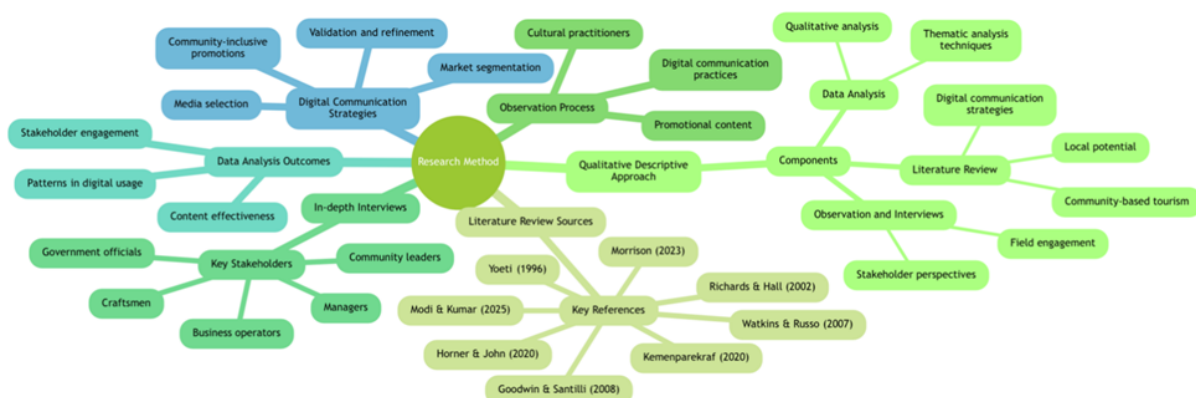 Community-inclusive
promotions
Validation and refinement
Market segmentation
Media selection
Digital Communication
Strategies
Cultural practitioners
Digital communication
practices
Observation Process
Promotional content
Qualitative analysis
Thematic analysis
techniques
Data Analysis
Digital communication
strategies
Local potential
Literature Review
Community-based tourism
Components
Qualitative Descriptive
Approach
Observation and Interviews
Field engagement
Stakeholder perspectives
Research Method
Stakeholder engagement
Data Analysis Outcomes
Patterns in digital usage
Content effectiveness
In-depth Interviews
Government officials
Key Stakeholders
Community leaders
Craftsmen
Managers
Business operators
Literature Review Sources
Morrison (2023)
Yoeti (1996)
Richards & Hall (2002)
Modi & Kumar (2025)
Key References
Watkins & Russo (2007)
Horner & John (2020)
Kemenparekraf (2020)
Goodwin & Santilli (2008)